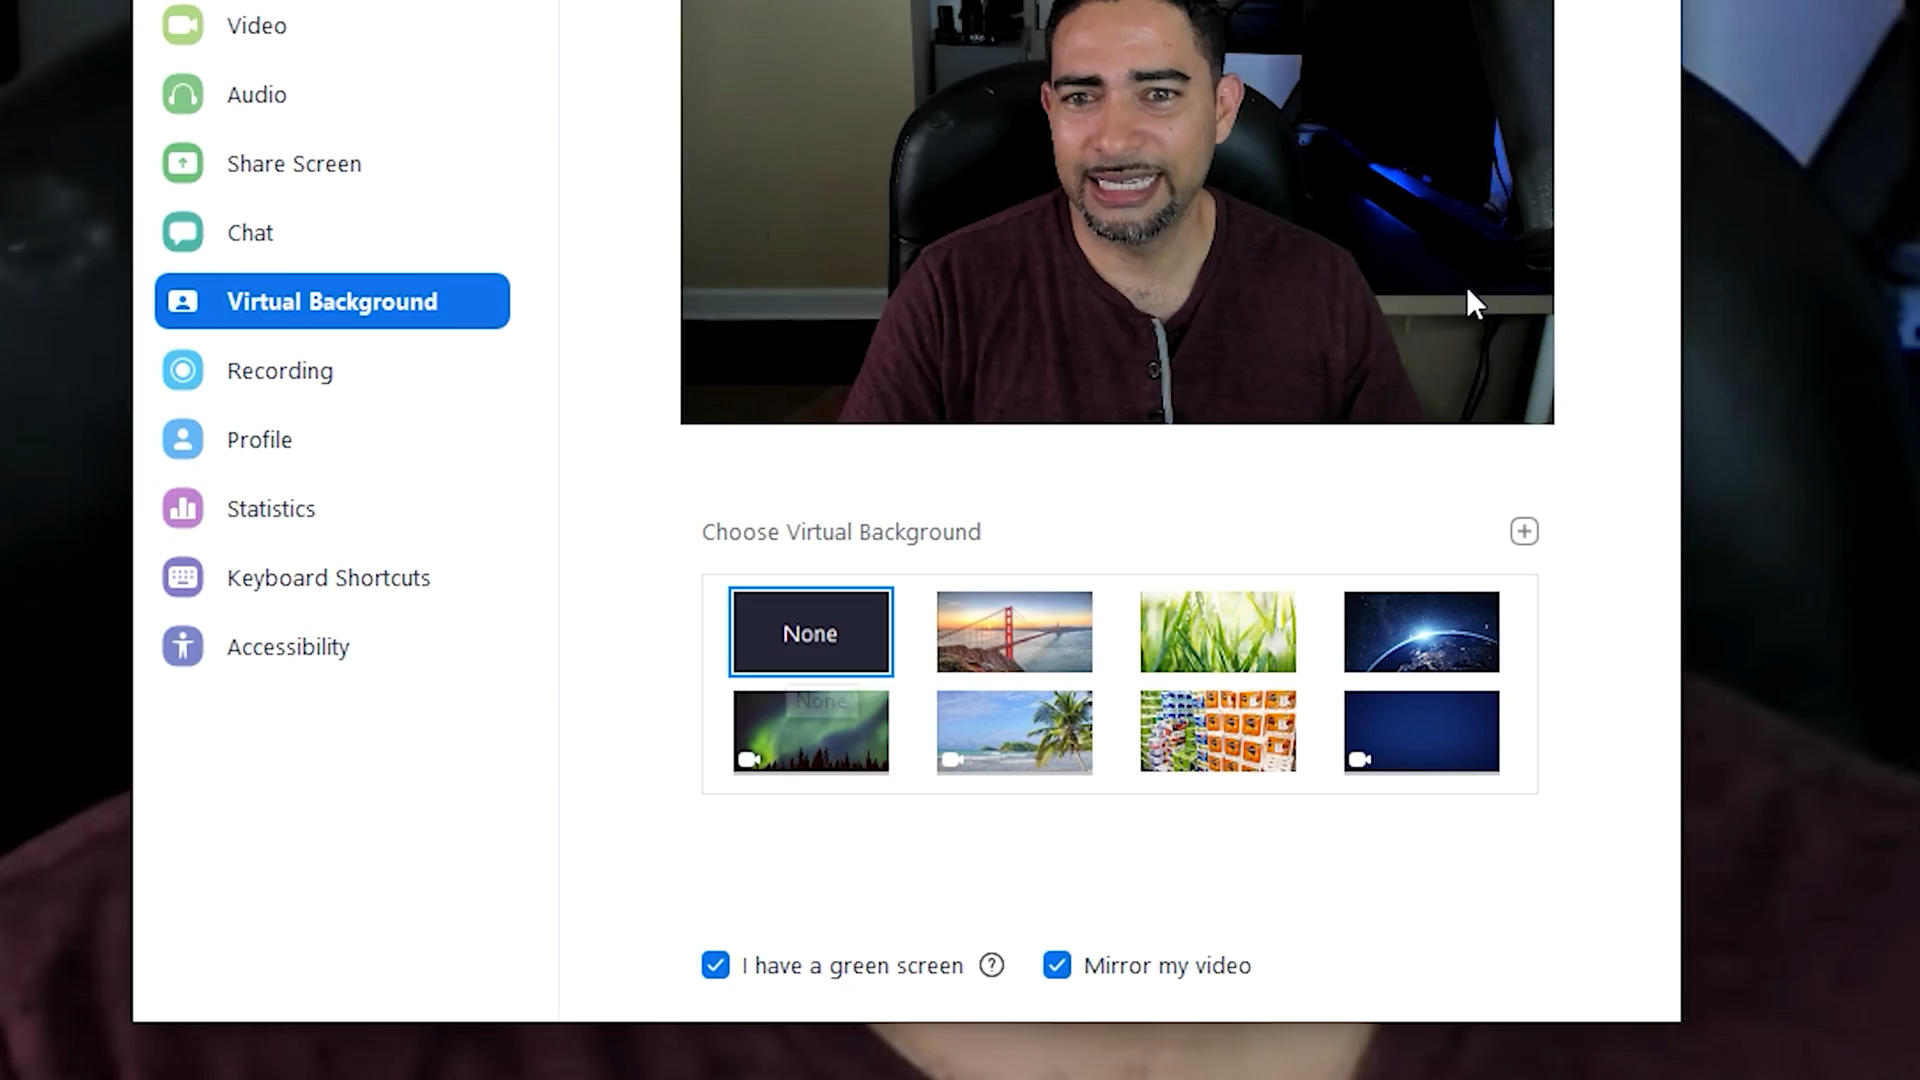 Video
Audio
Share Screen
Chat
Virtual Background
Recording
Profile
Statistics
Keyboard Shortcuts
Accessibility
Choose Virtual Background
None
None
I have a green screen
Mirror my video